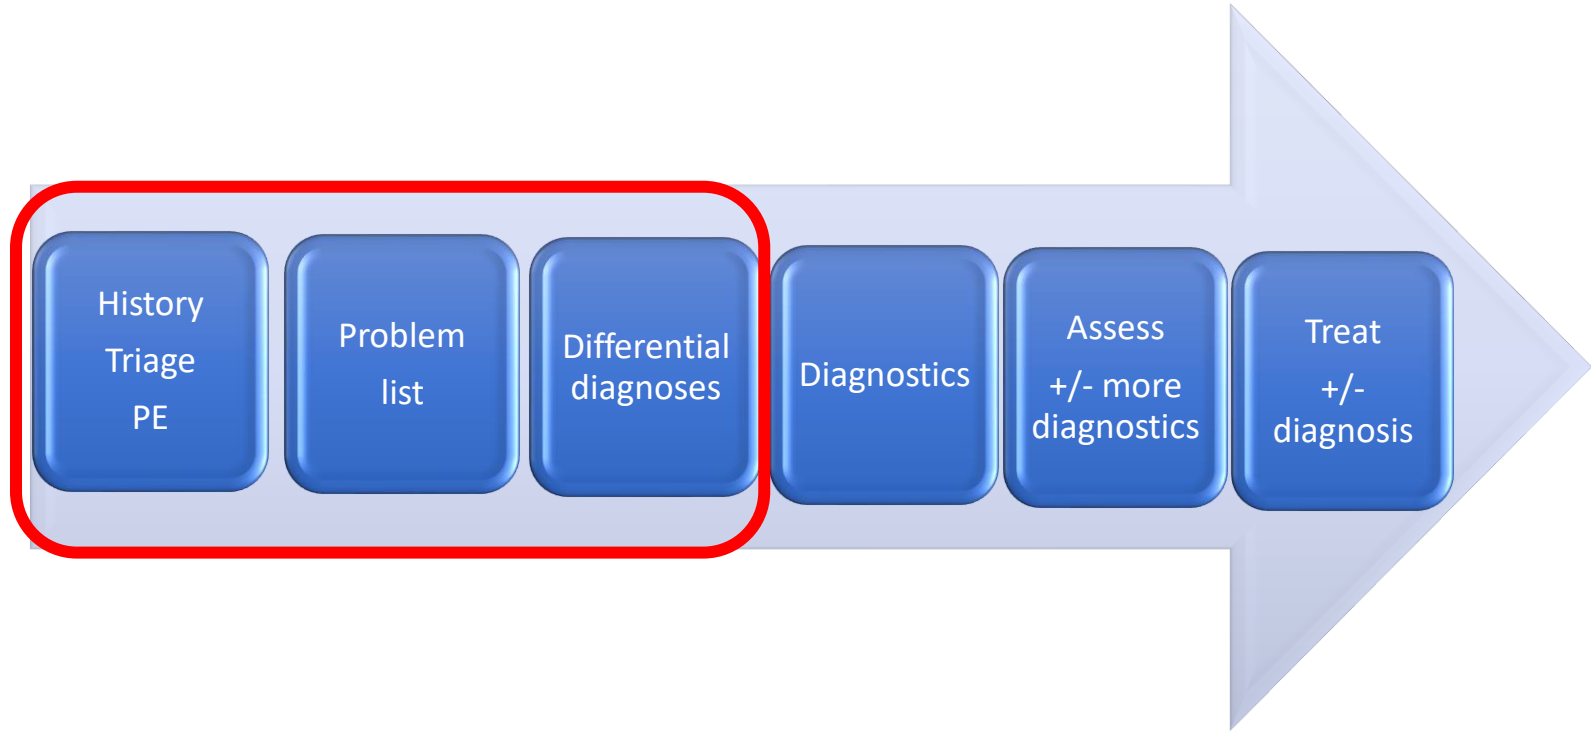 History
Triage
PE
Problem
list
Differential
diagnoses
Diagnostics
Assess
+/- more
diagnostics
Treat
+/-
diagnosis